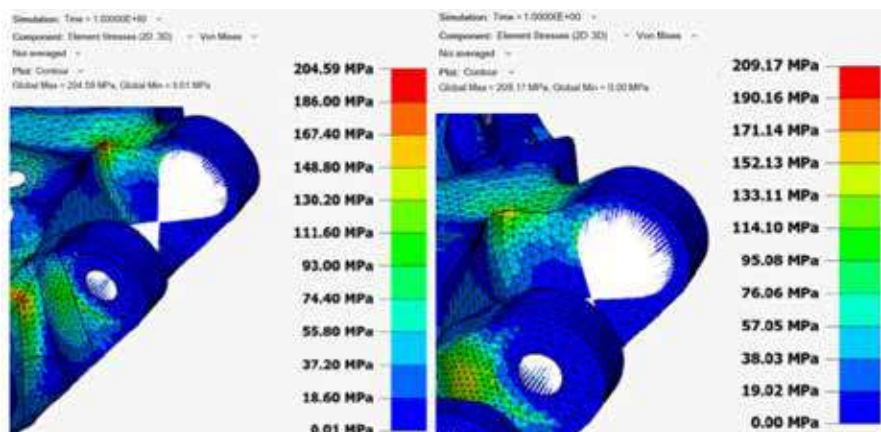 Simulation: Time = 1.00000E+00
Component: Element Stresses (2D, 3D) Von Mises
Not averaged
Plot: Contour
Global Max = 204.59 MPa, Global Min = 0.01 MPa
204.59 MPa
186.00 MPa
167.40 MPa
148.80 MPa
130.20 MPa
111.60 MPa
93.00 MPa
74.40 MPa
55.80 MPa
37.20 MPa
18.60 MPa
0.01 MPa
Simulation: Time = 1.00000E+00
Component: Element Stresses (2D, 3D) Von Mises
Not averaged
Plot: Contour
Global Max = 209.17 MPa, Global Min = 0.00 MPa
209.17 MPa
190.16 MPa
171.14 MPa
152.13 MPa
133.11 MPa
114.10 MPa
95.08 MPa
76.06 MPa
57.05 MPa
38.03 MPa
19.02 MPa
0.00 MPa